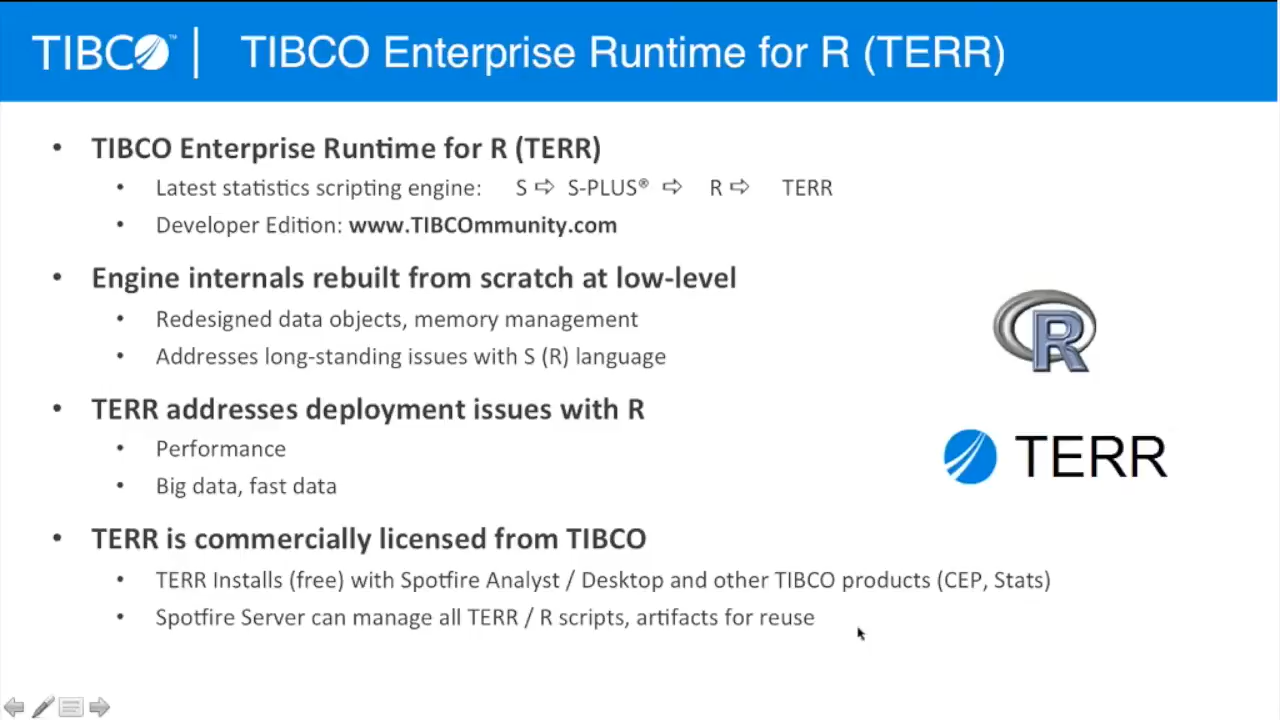 TIBCO™ | TIBCO Enterprise Runtime for R (TERR)
• TIBCO Enterprise Runtime for R (TERR)
• Latest statistics scripting engine: S ⇨ S-PLUS® ⇨ R ⇨ TERR
• Developer Edition: www.TIBCOmmunity.com
• Engine internals rebuilt from scratch at low-level
• Redesigned data objects, memory management
• Addresses long-standing issues with S (R) language
• TERR addresses deployment issues with R
• Performance
• Big data, fast data
• TERR is commercially licensed from TIBCO
• TERR Installs (free) with Spotfire Analyst / Desktop and other TIBCO products (CEP, Stats)
• Spotfire Server can manage all TERR / R scripts, artifacts for reuse
R
TERR